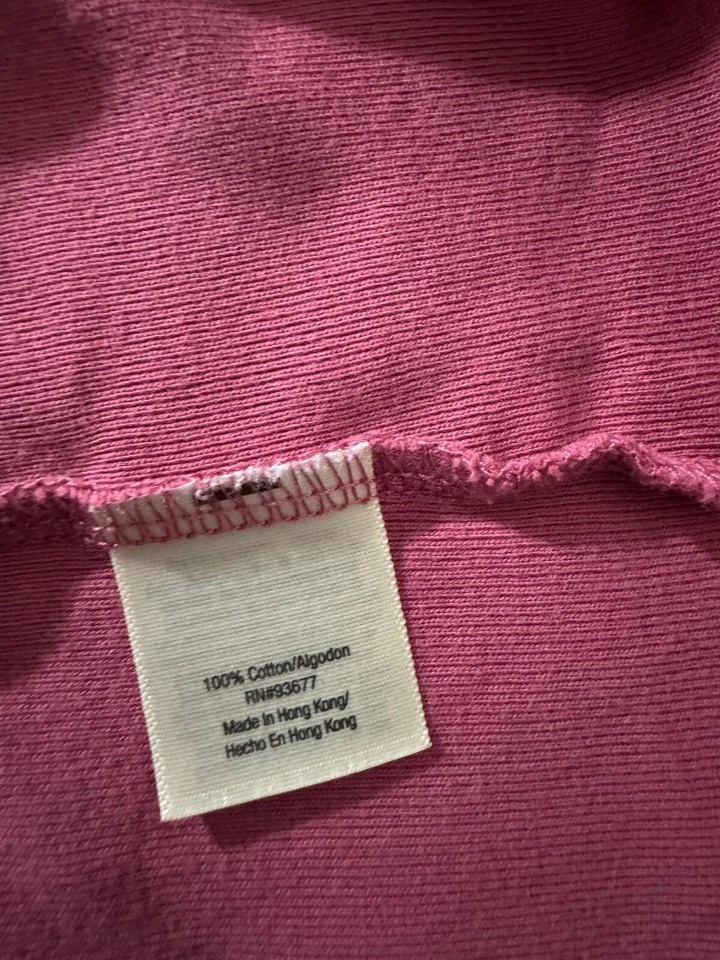 100% Cotton/Algodon
RN#93677
Made In Hong Kong/
Hecho En Hong Kong